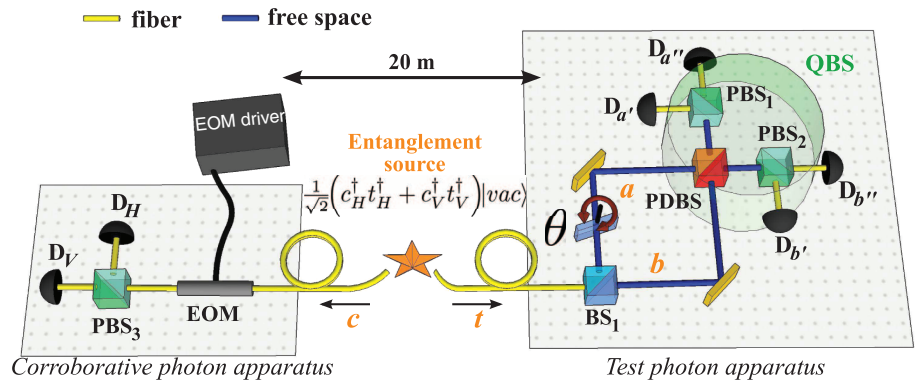 fiber free space
20 m
QBS
D_{a''}
PBS_1
D_{a'}
PBS_2
EOM driver
Entanglement
source
\frac{1}{\sqrt{2}}\left(c_H^\dagger t_H^\dagger + c_V^\dagger t_V^\dagger\right)|vac\rangle
a
PDBS
D_{b''}
D_{b'}
θ
b
D_H
D_V
PBS_3
EOM
c
t
BS_1
Corroborative photon apparatus
Test photon apparatus